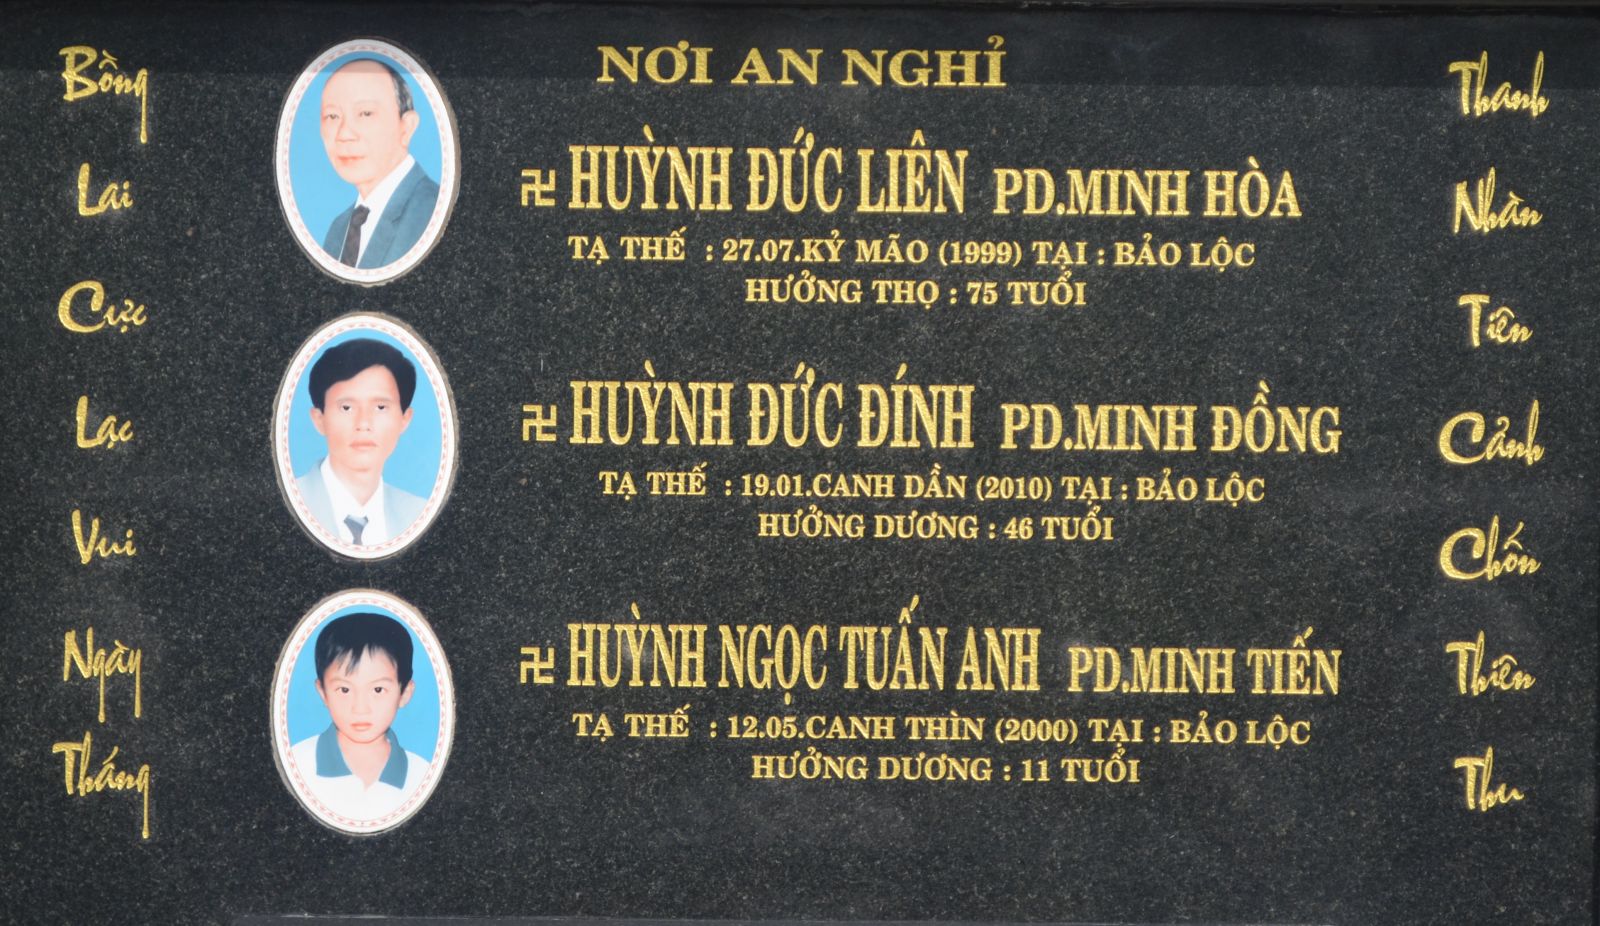 NƠI AN NGHỈ
卍 HUỲNH ĐỨC LIÊN PD.MINH HÒA
TẠ THẾ : 27.07.KỶ MÃO (1999) TẠI : BẢO LỘC
HƯỞNG THỌ : 75 TUỔI
卍 HUỲNH ĐỨC ĐÍNH PD.MINH ĐỒNG
TẠ THẾ : 19.01.CANH DẦN (2010) TẠI : BẢO LỘC
HƯỞNG DƯƠNG : 46 TUỔI
卍 HUỲNH NGỌC TUẤN ANH PD.MINH TIẾN
TẠ THẾ : 12.05.CANH THÌN (2000) TẠI : BẢO LỘC
HƯỞNG DƯƠNG : 11 TUỔI
Bồng
Lai
Cực
Lạc
Vui
Ngày
Tháng
Thanh
Nhàn
Tiên
Cảnh
Chốn
Thiên
Thu